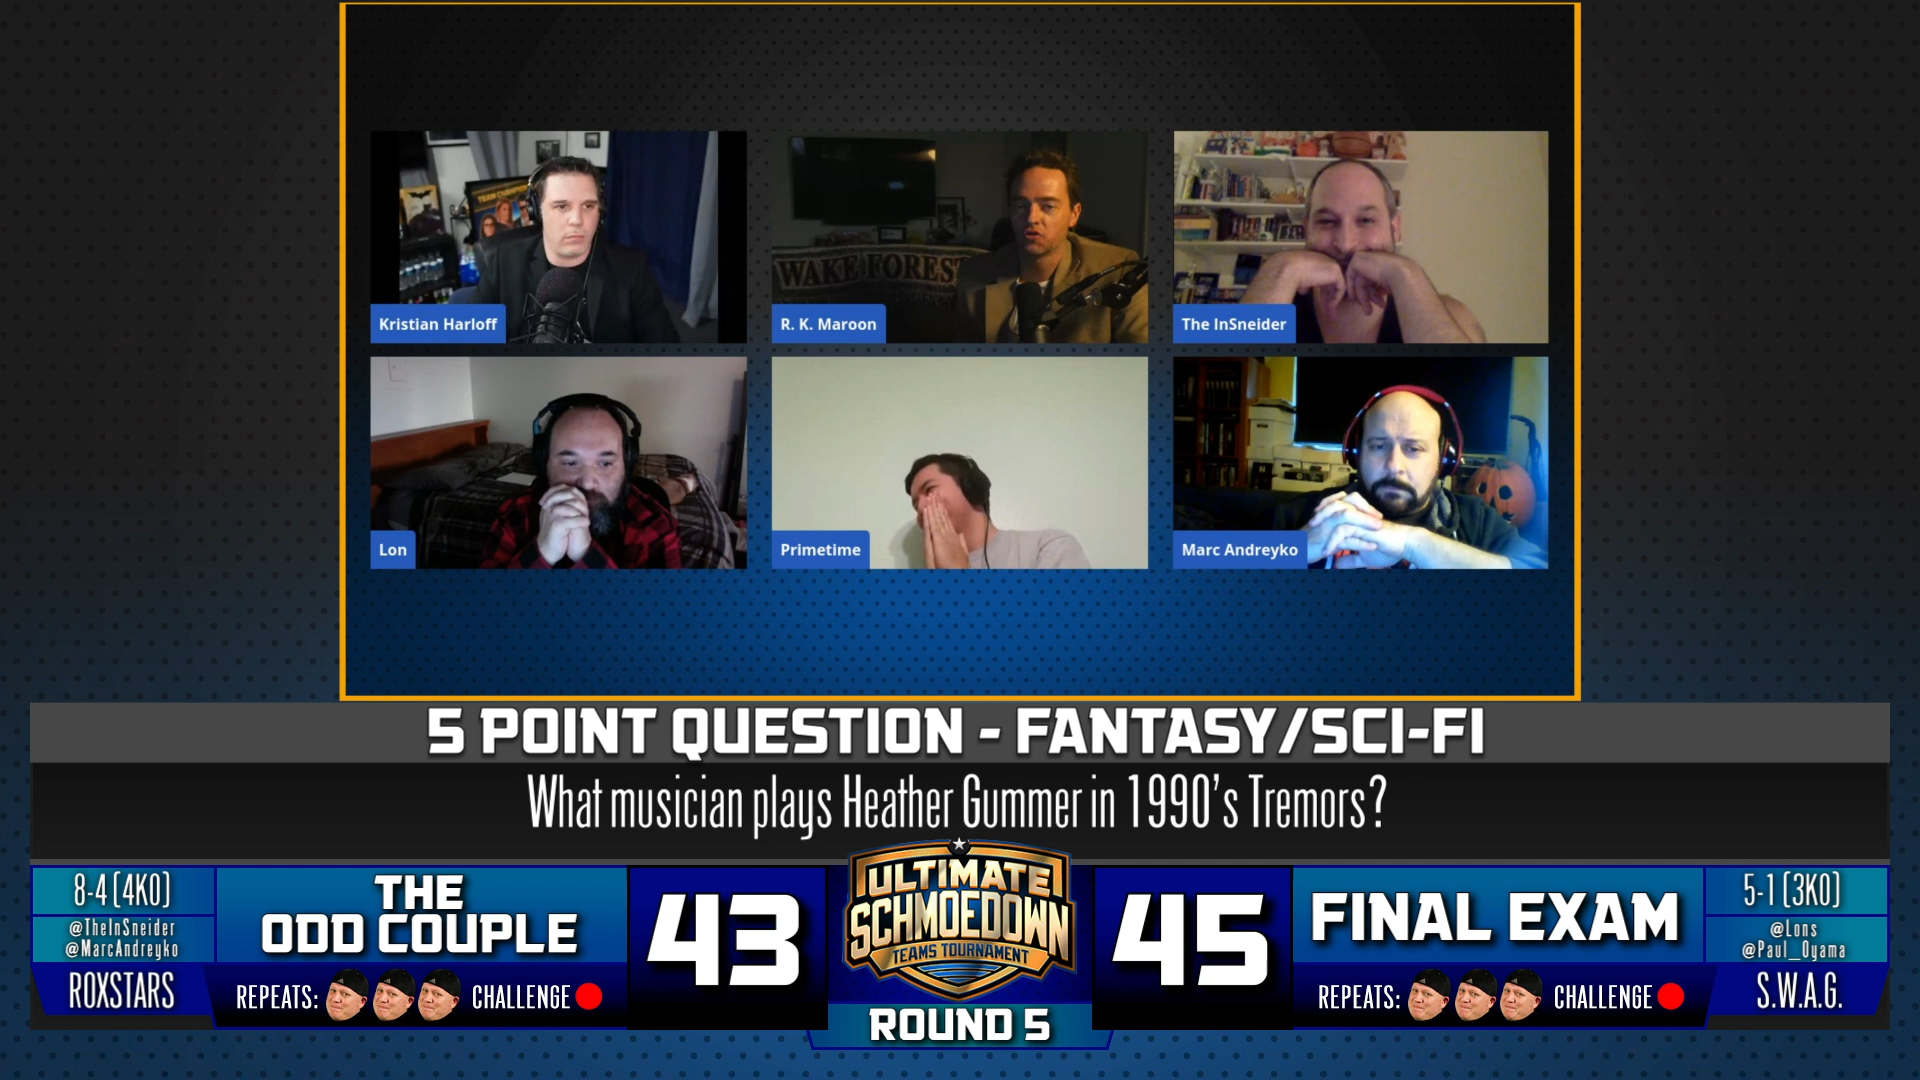 TEAM CHAMPIONS
WAKE FOREST
Kristian Harloff
R. K. Maroon
The InSneider
Lon
Primetime
Marc Andreyko
5 POINT QUESTION - FANTASY/SCI-FI
What musician plays Heather Gummer in 1990's Tremors?
8-4 (4KO)
@TheInSneider
@MarcAndreyko
ROXSTARS
THE
ODD COUPLE
REPEATS:
CHALLENGE
43
ULTIMATE
SCHMOEDOWN
TEAMS TOURNAMENT
ROUND 5
45
FINAL EXAM
REPEATS:
CHALLENGE
5-1 (3KO)
@Lons
@Paul_Oyama
S.W.A.G.